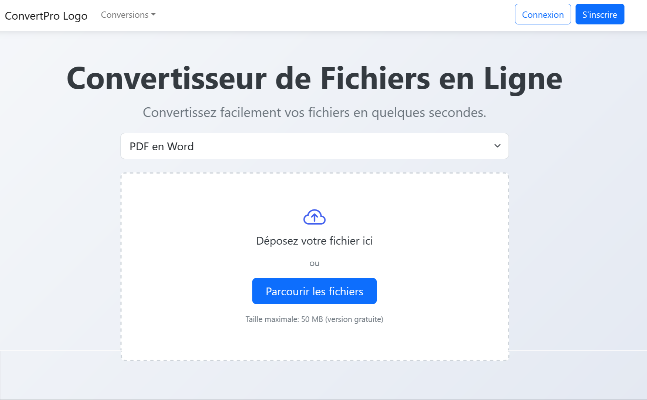 ConvertPro Logo Conversions Connexion S'inscrire
Convertisseur de Fichiers en Ligne
Convertissez facilement vos fichiers en quelques secondes.
PDF en Word
Déposez votre fichier ici
ou
Parcourir les fichiers
Taille maximale: 50 MB (version gratuite)